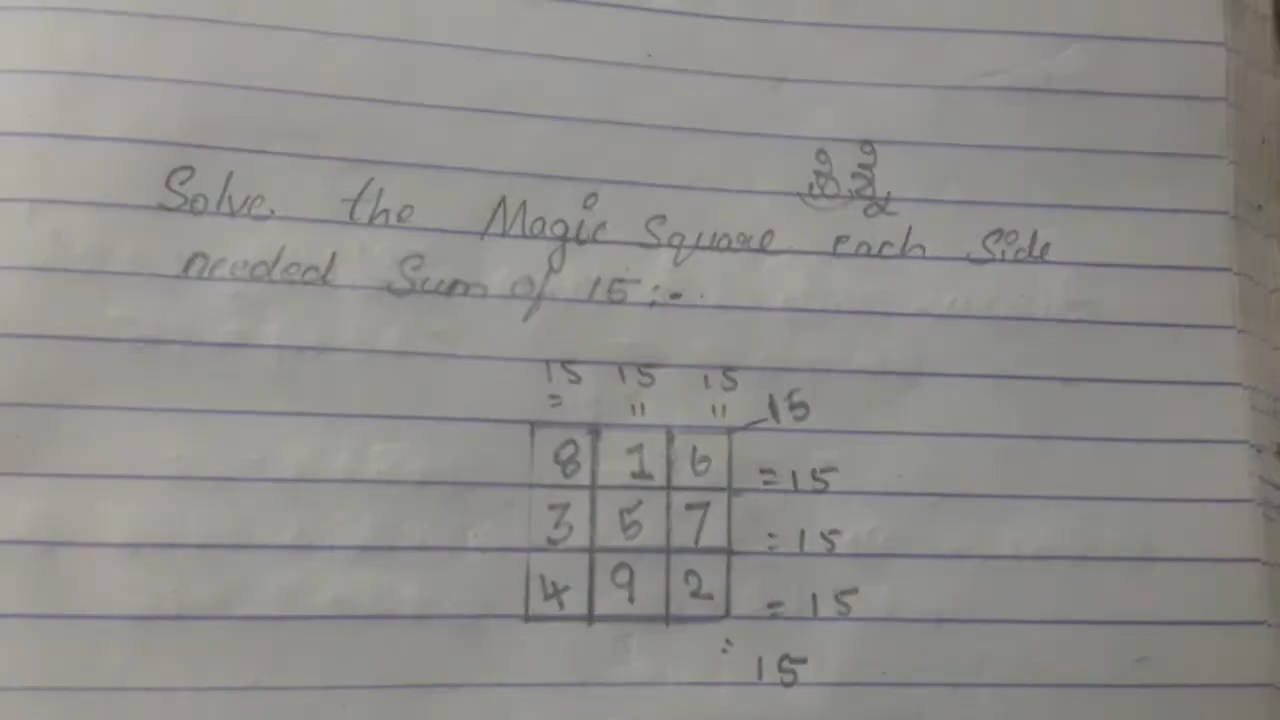 Solve the Magic Square each side
needed Sum of 15 :-
15 15 15
= " " 15
8 1 6 = 15
3 5 7 = 15
4 9 2 = 15
= 15